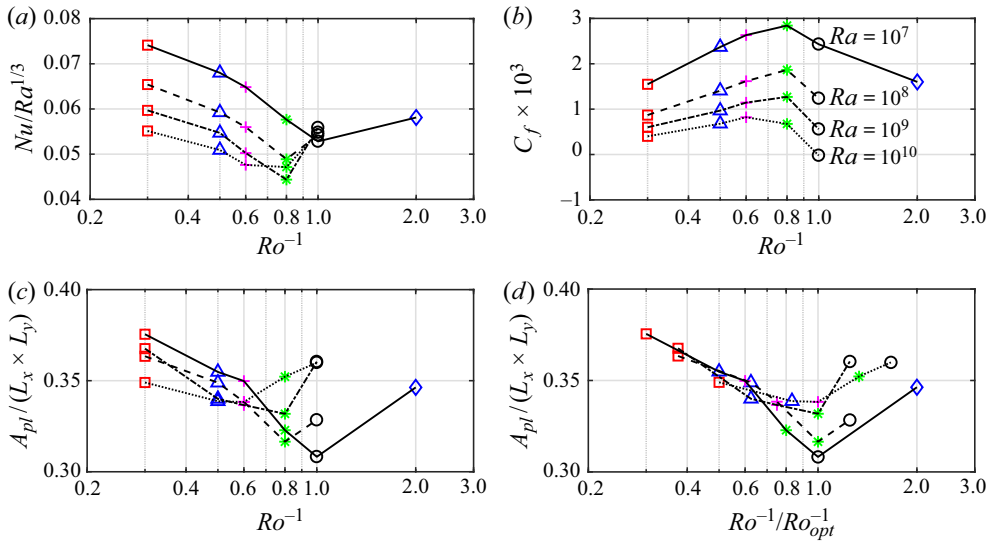 (a)
0.08
0.07
0.06
0.05
0.04
Nu/Ra^{1/3}
0.2 0.4 0.6 0.8 1.0 2.0 3.0
Ro^{−1}
(b)
3
2
1
0
−1
C_f × 10^3
Ra = 10^7
Ra = 10^8
Ra = 10^9
Ra = 10^{10}
0.2 0.4 0.6 0.8 1.0 2.0 3.0
Ro^{−1}
(c)
0.40
0.35
0.30
A_{pl}/(L_x × L_y)
0.2 0.4 0.6 0.8 1.0 2.0 3.0
Ro^{−1}
(d)
0.40
0.35
0.30
A_{pl}/(L_x × L_y)
0.2 0.4 0.6 0.8 1.0 2.0 3.0
Ro^{−1}/Ro_{opt}^{−1}